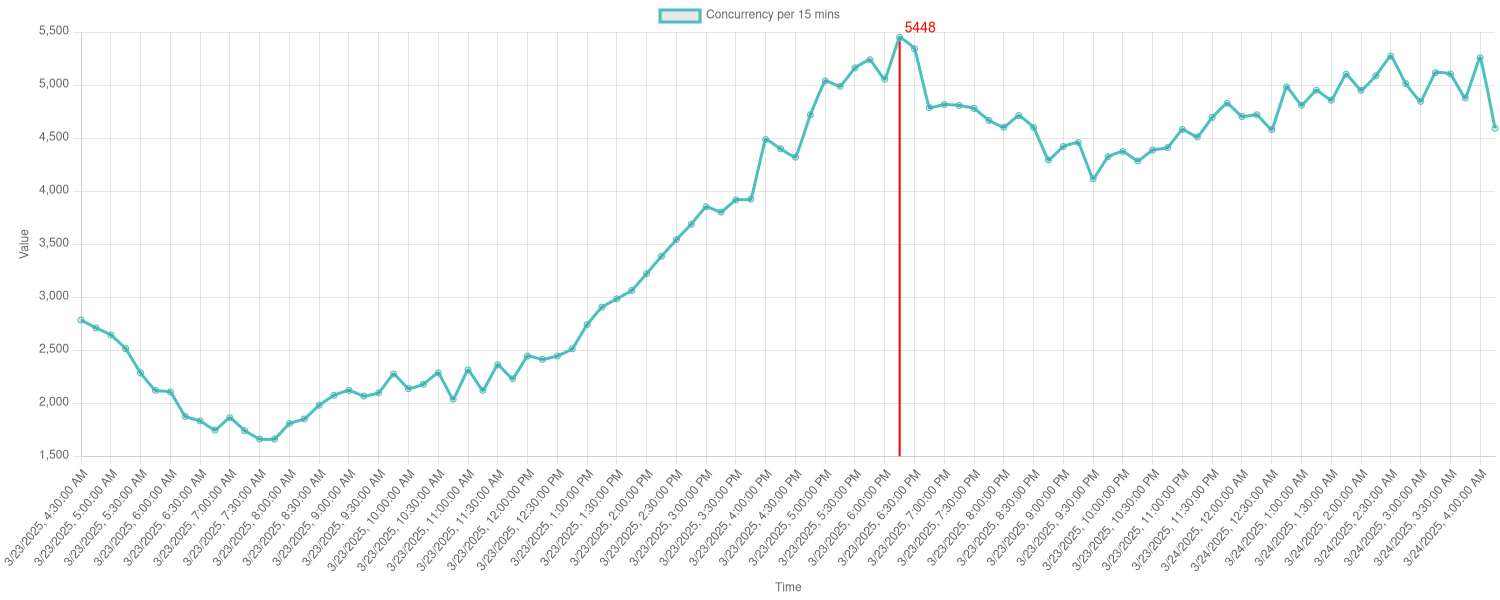 Concurrency per 15 mins
5448
5,500
5,000
4,500
4,000
3,500
3,000
2,500
2,000
1,500
Value
3/23/2025, 4:30:00 AM
3/23/2025, 5:00:00 AM
3/23/2025, 5:30:00 AM
3/23/2025, 6:00:00 AM
3/23/2025, 6:30:00 AM
3/23/2025, 7:00:00 AM
3/23/2025, 7:30:00 AM
3/23/2025, 8:00:00 AM
3/23/2025, 8:30:00 AM
3/23/2025, 9:00:00 AM
3/23/2025, 9:30:00 AM
3/23/2025, 10:00:00 AM
3/23/2025, 10:30:00 AM
3/23/2025, 11:00:00 AM
3/23/2025, 11:30:00 AM
3/23/2025, 12:00:00 PM
3/23/2025, 12:30:00 PM
3/23/2025, 1:00:00 PM
3/23/2025, 1:30:00 PM
3/23/2025, 2:00:00 PM
3/23/2025, 2:30:00 PM
3/23/2025, 3:00:00 PM
3/23/2025, 3:30:00 PM
3/23/2025, 4:00:00 PM
3/23/2025, 4:30:00 PM
3/23/2025, 5:00:00 PM
3/23/2025, 5:30:00 PM
3/23/2025, 6:00:00 PM
3/23/2025, 6:30:00 PM
3/23/2025, 7:00:00 PM
3/23/2025, 7:30:00 PM
3/23/2025, 8:00:00 PM
3/23/2025, 8:30:00 PM
3/23/2025, 9:00:00 PM
3/23/2025, 9:30:00 PM
3/23/2025, 10:00:00 PM
3/23/2025, 10:30:00 PM
3/23/2025, 11:00:00 PM
3/23/2025, 11:30:00 PM
3/24/2025, 12:00:00 AM
3/24/2025, 12:30:00 AM
3/24/2025, 1:00:00 AM
3/24/2025, 1:30:00 AM
3/24/2025, 2:00:00 AM
3/24/2025, 2:30:00 AM
3/24/2025, 3:00:00 AM
3/24/2025, 3:30:00 AM
3/24/2025, 4:00:00 AM
Time